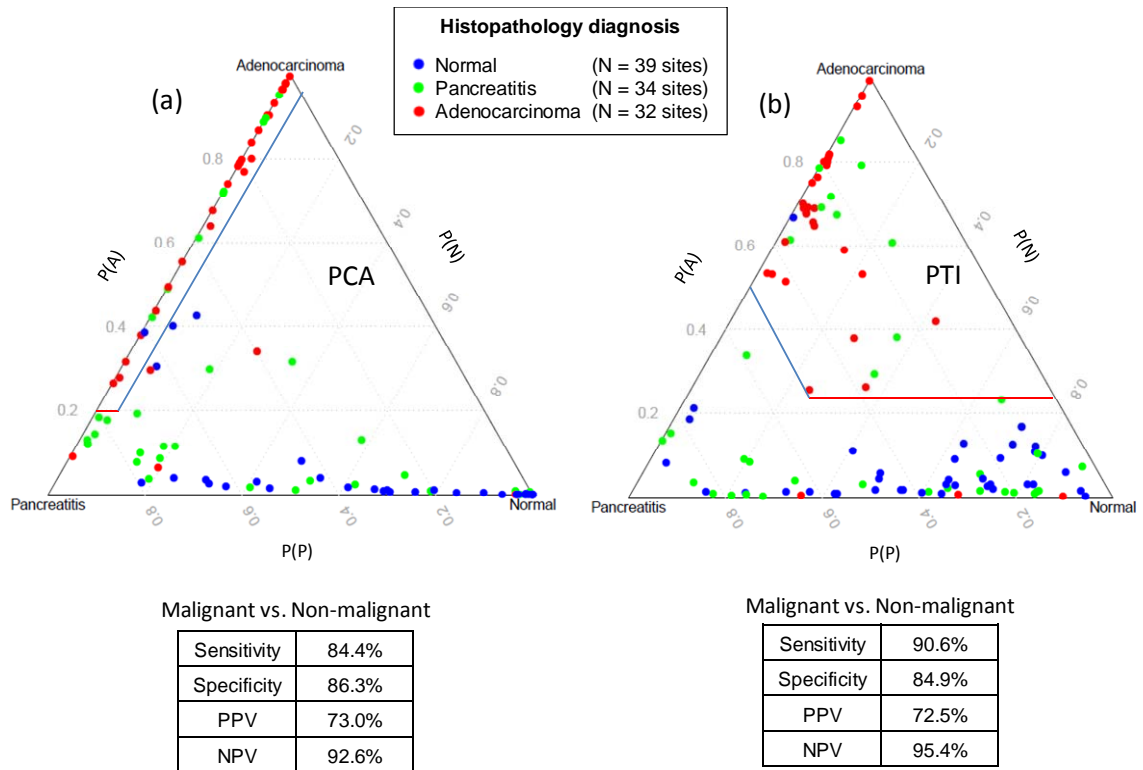 Histopathology diagnosis
Normal (N = 39 sites)
Pancreatitis (N = 34 sites)
Adenocarcinoma (N = 32 sites)
(a)
Adenocarcinoma
0.2
0.8
0.4
P(N)
0.6
P(A)
PCA
0.6
0.4
0.8
0.2
Pancreatitis
Normal
0.8
0.6
0.4
0.2
P(P)
(b)
Adenocarcinoma
0.2
0.8
0.4
P(N)
0.6
P(A)
PTI
0.6
0.4
0.8
0.2
Pancreatitis
Normal
0.8
0.6
0.4
0.2
P(P)
Malignant vs. Non-malignant
Sensitivity 84.4%
Specificity 86.3%
PPV 73.0%
NPV 92.6%
Malignant vs. Non-malignant
Sensitivity 90.6%
Specificity 84.9%
PPV 72.5%
NPV 95.4%